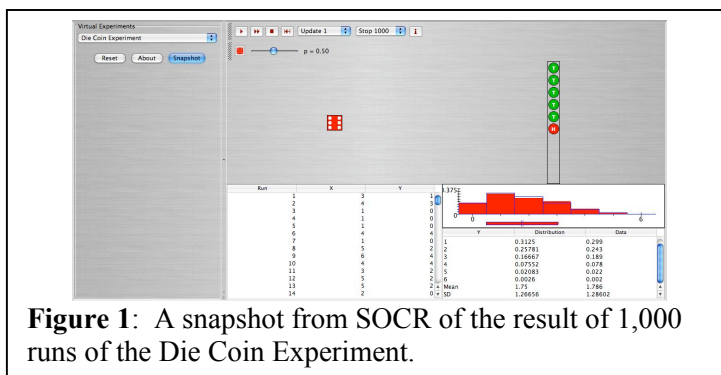 Virtual Experiments
Die Coin Experiment
Reset About Snapshot
Update 1 Stop 1000
p = 0.50
T
T
T
T
T
H
Run X Y
1 3 1
2 4 3
3 1 0
4 1 0
5 1 0
6 4 4
7 1 0
8 5 2
9 6 4
10 4 4
11 3 2
12 5 2
13 5 2
14 2 0
0 0 6
Y Distribution Data
1 0.3125 0.299
2 0.25781 0.243
3 0.16667 0.189
4 0.07552 0.078
5 0.02083 0.022
6 0.0026 0.002
Mean 1.75 1.786
SD 1.26656 1.28602
Figure 1: A snapshot from SOCR of the result of 1,000
runs of the Die Coin Experiment.